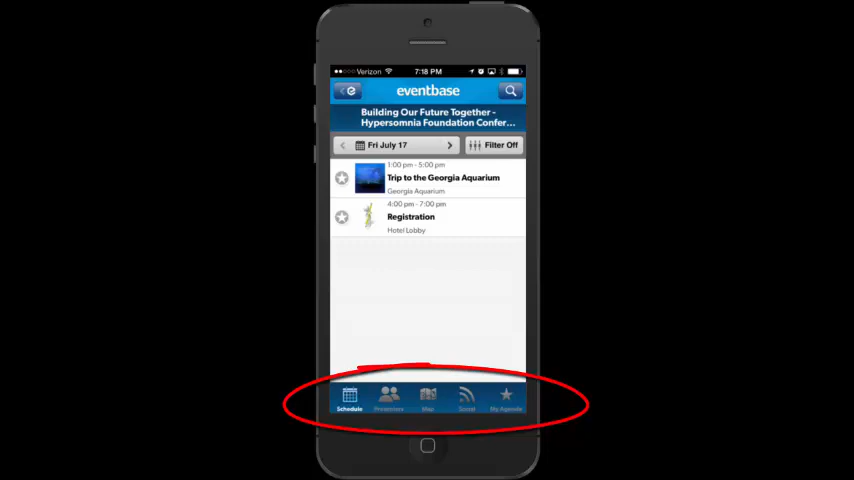 Verizon 7:18 PM
eventbase
Building Our Future Together -
Hypersomnia Foundation Confer...
Fri July 17 Filter Off
1:00 pm - 5:00 pm
Trip to the Georgia Aquarium
Georgia Aquarium
4:00 pm - 7:00 pm
Registration
Hotel Lobby
Schedule Presenters Map Social My Agenda